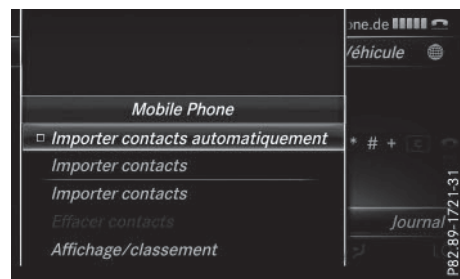 one.de
Véhicule
Mobile Phone
Importer contacts automatiquement
* # +
Importer contacts
Importer contacts
Effacer contacts
Journal
Affichage/classement
P82.89-1721-31